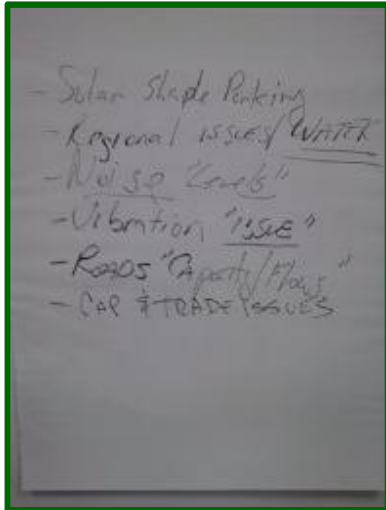 - Solar Shade Parking
- Regional issues/ WATER
- Noise "Levels"
- Vibration "ISSUE"
- ROADS "Capacity/Flows"
- CAP & TRADE ISSUES